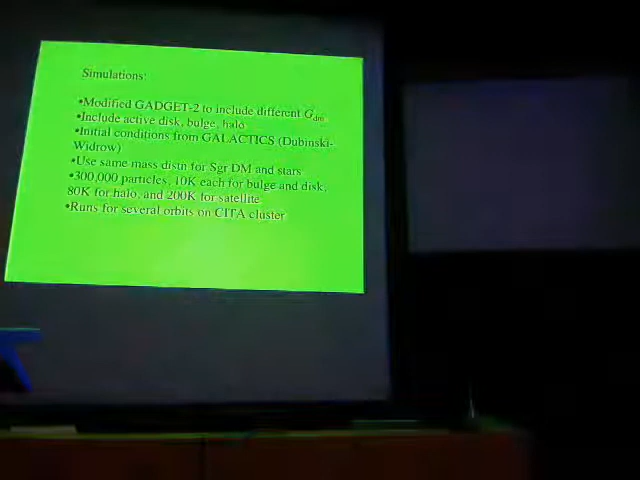 Simulations:
•Modified GADGET-2 to include different Gdm
•Include active disk, bulge, halo
•Initial conditions from GALACTICS (Dubinski-
Widrow)
•Use same mass distn for Sgr DM and stars
•300,000 particles, 10K each for bulge and disk,
80K for halo, and 200K for satellite
•Runs for several orbits on CITA cluster